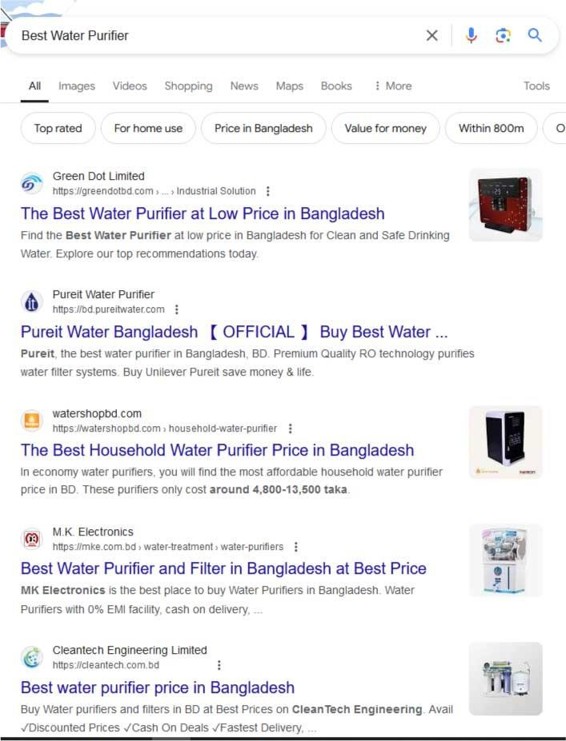 Best Water Purifier
All Images Videos Shopping News Maps Books More Tools
Top rated For home use Price in Bangladesh Value for money Within 800m O
Green Dot Limited
https://greendotbd.com › ... › Industrial Solution
The Best Water Purifier at Low Price in Bangladesh
Find the Best Water Purifier at low price in Bangladesh for Clean and Safe Drinking
Water. Explore our top recommendations today.
Pureit Water Purifier
https://bd.pureitwater.com
Pureit Water Bangladesh 【 OFFICIAL 】 Buy Best Water ...
Pureit, the best water purifier in Bangladesh, BD. Premium Quality RO technology purifies
water filter systems. Buy Unilever Pureit save money & life.
watershopbd.com
https://watershopbd.com › household-water-purifier
The Best Household Water Purifier Price in Bangladesh
In economy water purifiers, you will find the most affordable household water purifier
price in BD. These purifiers only cost around 4,800-13,500 taka.
M.K. Electronics
https://mke.com.bd › water-treatment › water-purifiers
Best Water Purifier and Filter in Bangladesh at Best Price
MK Electronics is the best place to buy Water Purifiers in Bangladesh. Water
Purifiers with 0% EMI facility, cash on delivery, ...
Cleantech Engineering Limited
https://cleantech.com.bd
Best water purifier price in Bangladesh
Buy Water purifiers and filters in BD at Best Prices on CleanTech Engineering. Avail
✓Discounted Prices ✓Cash On Deals ✓Fastest Delivery, ...